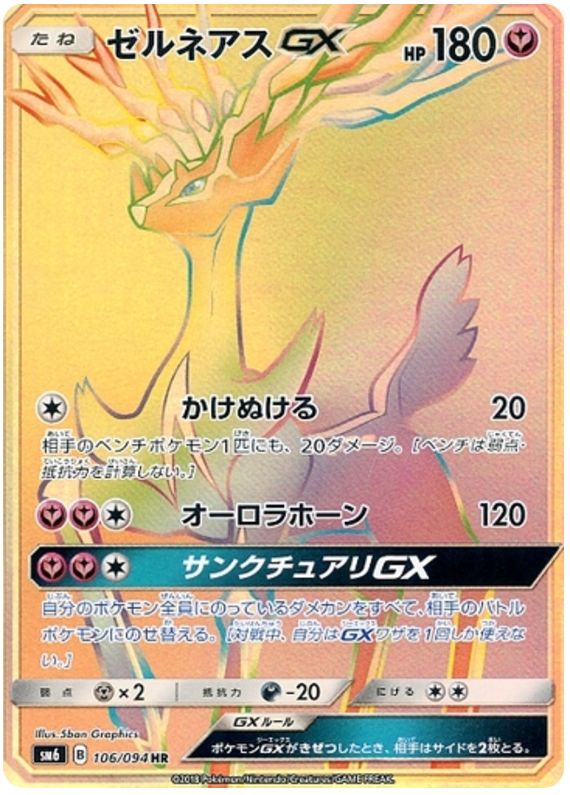 たね ゼルネアスGX HP 180
かけぬける 20
相手のベンチポケモン1匹にも、20ダメージ。[ベンチは弱点・
抵抗力を計算しない。]
オーロラホーン 120
サンクチュアリGX
自分のポケモン全員にのっているダメカンをすべて、相手のバトル
ポケモンにのせ替える。[対戦中、自分はGXワザを1回しか使えな
い。]
弱点 ×2 抵抗力 -20 にげる
Illus. 5ban Graphics GXルール
SM6 B 106/094 HR ポケモンGXがきぜつしたとき、相手はサイドを2枚とる。
©2018 Pokémon/Nintendo/Creatures/GAME FREAK.